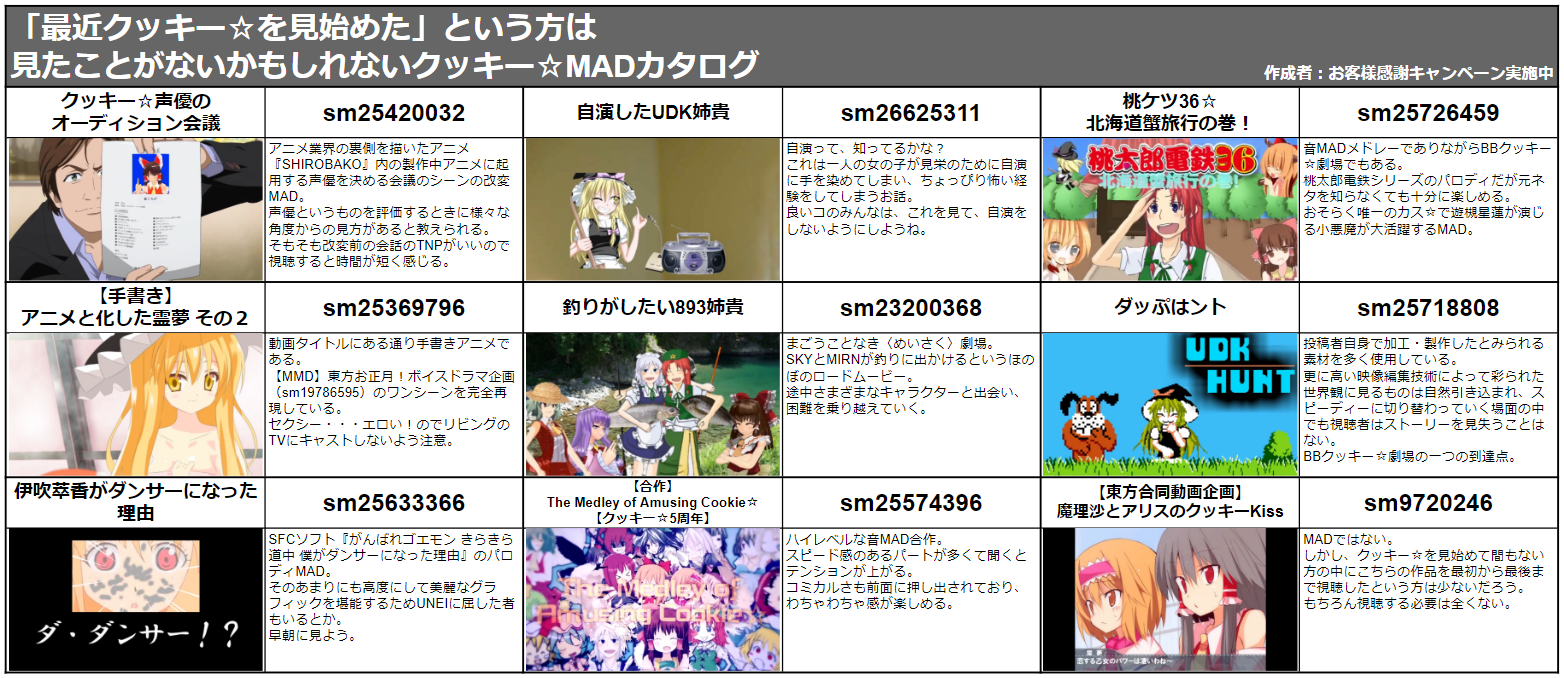 「最近クッキー☆を見始めた」という方は
見たことがないかもしれないクッキー☆MADカタログ
作成者：お客様感謝キャンペーン実施中
クッキー☆声優の
オーディション会議
sm25420032
アニメ業界の裏側を描いたアニメ
『SHIROBAKO』内の製作中アニメに起
用する声優を決める会議のシーンの改変
MAD。
声優というものを評価するときに様々な
角度からの見方があると教えられる。
そもそも改変前の会話のTNPがいいので
視聴すると時間が短く感じる。
自演したUDK姉貴
sm26625311
自演って、知ってるかな？
これは一人の女の子が見栄のために自演
に手を染めてしまい、ちょっぴり怖い経
験をしてしまうお話。
良いコのみんなは、これを見て、自演を
しないようにしようね。
桃ケツ36☆
北海道蟹旅行の巻！
sm25726459
桃太郎電鉄36
北海道蟹旅行の巻!
音MADメドレーでありながらBBクッキー
☆劇場でもある。
桃太郎電鉄シリーズのパロディだが元ネ
タを知らなくても十分に楽しめる。
おそらく唯一のカス☆で遊槻星蓮が演じ
る小悪魔が大活躍するMAD。
【手書き】
アニメと化した霊夢 その２
sm25369796
動画タイトルにある通り手書きアニメで
ある。
【MMD】東方お正月！ボイスドラマ企画
（sm19786595）のワンシーンを完全再
現している。
セクシー・・・エロい！のでリビングの
TVにキャストしないよう注意。
釣りがしたい893姉貴
sm23200368
まごうことなき〈めいさく〉劇場。
SKYとMIRNが釣りに出かけるというほの
ぼのロードムービー。
途中さまざまなキャラクターと出会い、
困難を乗り越えていく。
ダッぷはント
sm25718808
UDK
HUNT
投稿者自身で加工・製作したとみられる
素材を多く使用している。
更に高い映像編集技術によって彩られた
世界観に見るものは自然引き込まれ、ス
ピーディーに切り替わっていく場面の中
でも視聴者はストーリーを見失うことは
ない。
BBクッキー☆劇場の一つの到達点。
伊吹萃香がダンサーになった
理由
sm25633366
ダ・ダンサー！？
SFCソフト『がんばれゴエモン きらきら
道中 僕がダンサーになった理由』のパロ
ディMAD。
そのあまりにも高度にして美麗なグラ
フィックを堪能するためUNEIに屈した者
もいるとか。
早朝に見よう。
【合作】
The Medley of Amusing Cookie☆
【クッキー☆5周年】
sm25574396
The Medley of
Amusing Cookie
ハイレベルな音MAD合作。
スピード感のあるパートが多くて聞くと
テンションが上がる。
コミカルさも前面に押し出されており、
わちゃわちゃ感が楽しめる。
【東方合同動画企画】
魔理沙とアリスのクッキーKiss
sm9720246
霊夢
恋する乙女のパワーは凄いわね～
MADではない。
しかし、クッキー☆を見始めて間もない
方の中にこちらの作品を最初から最後ま
で視聴したという方は少ないだろう。
もちろん視聴する必要は全くない。